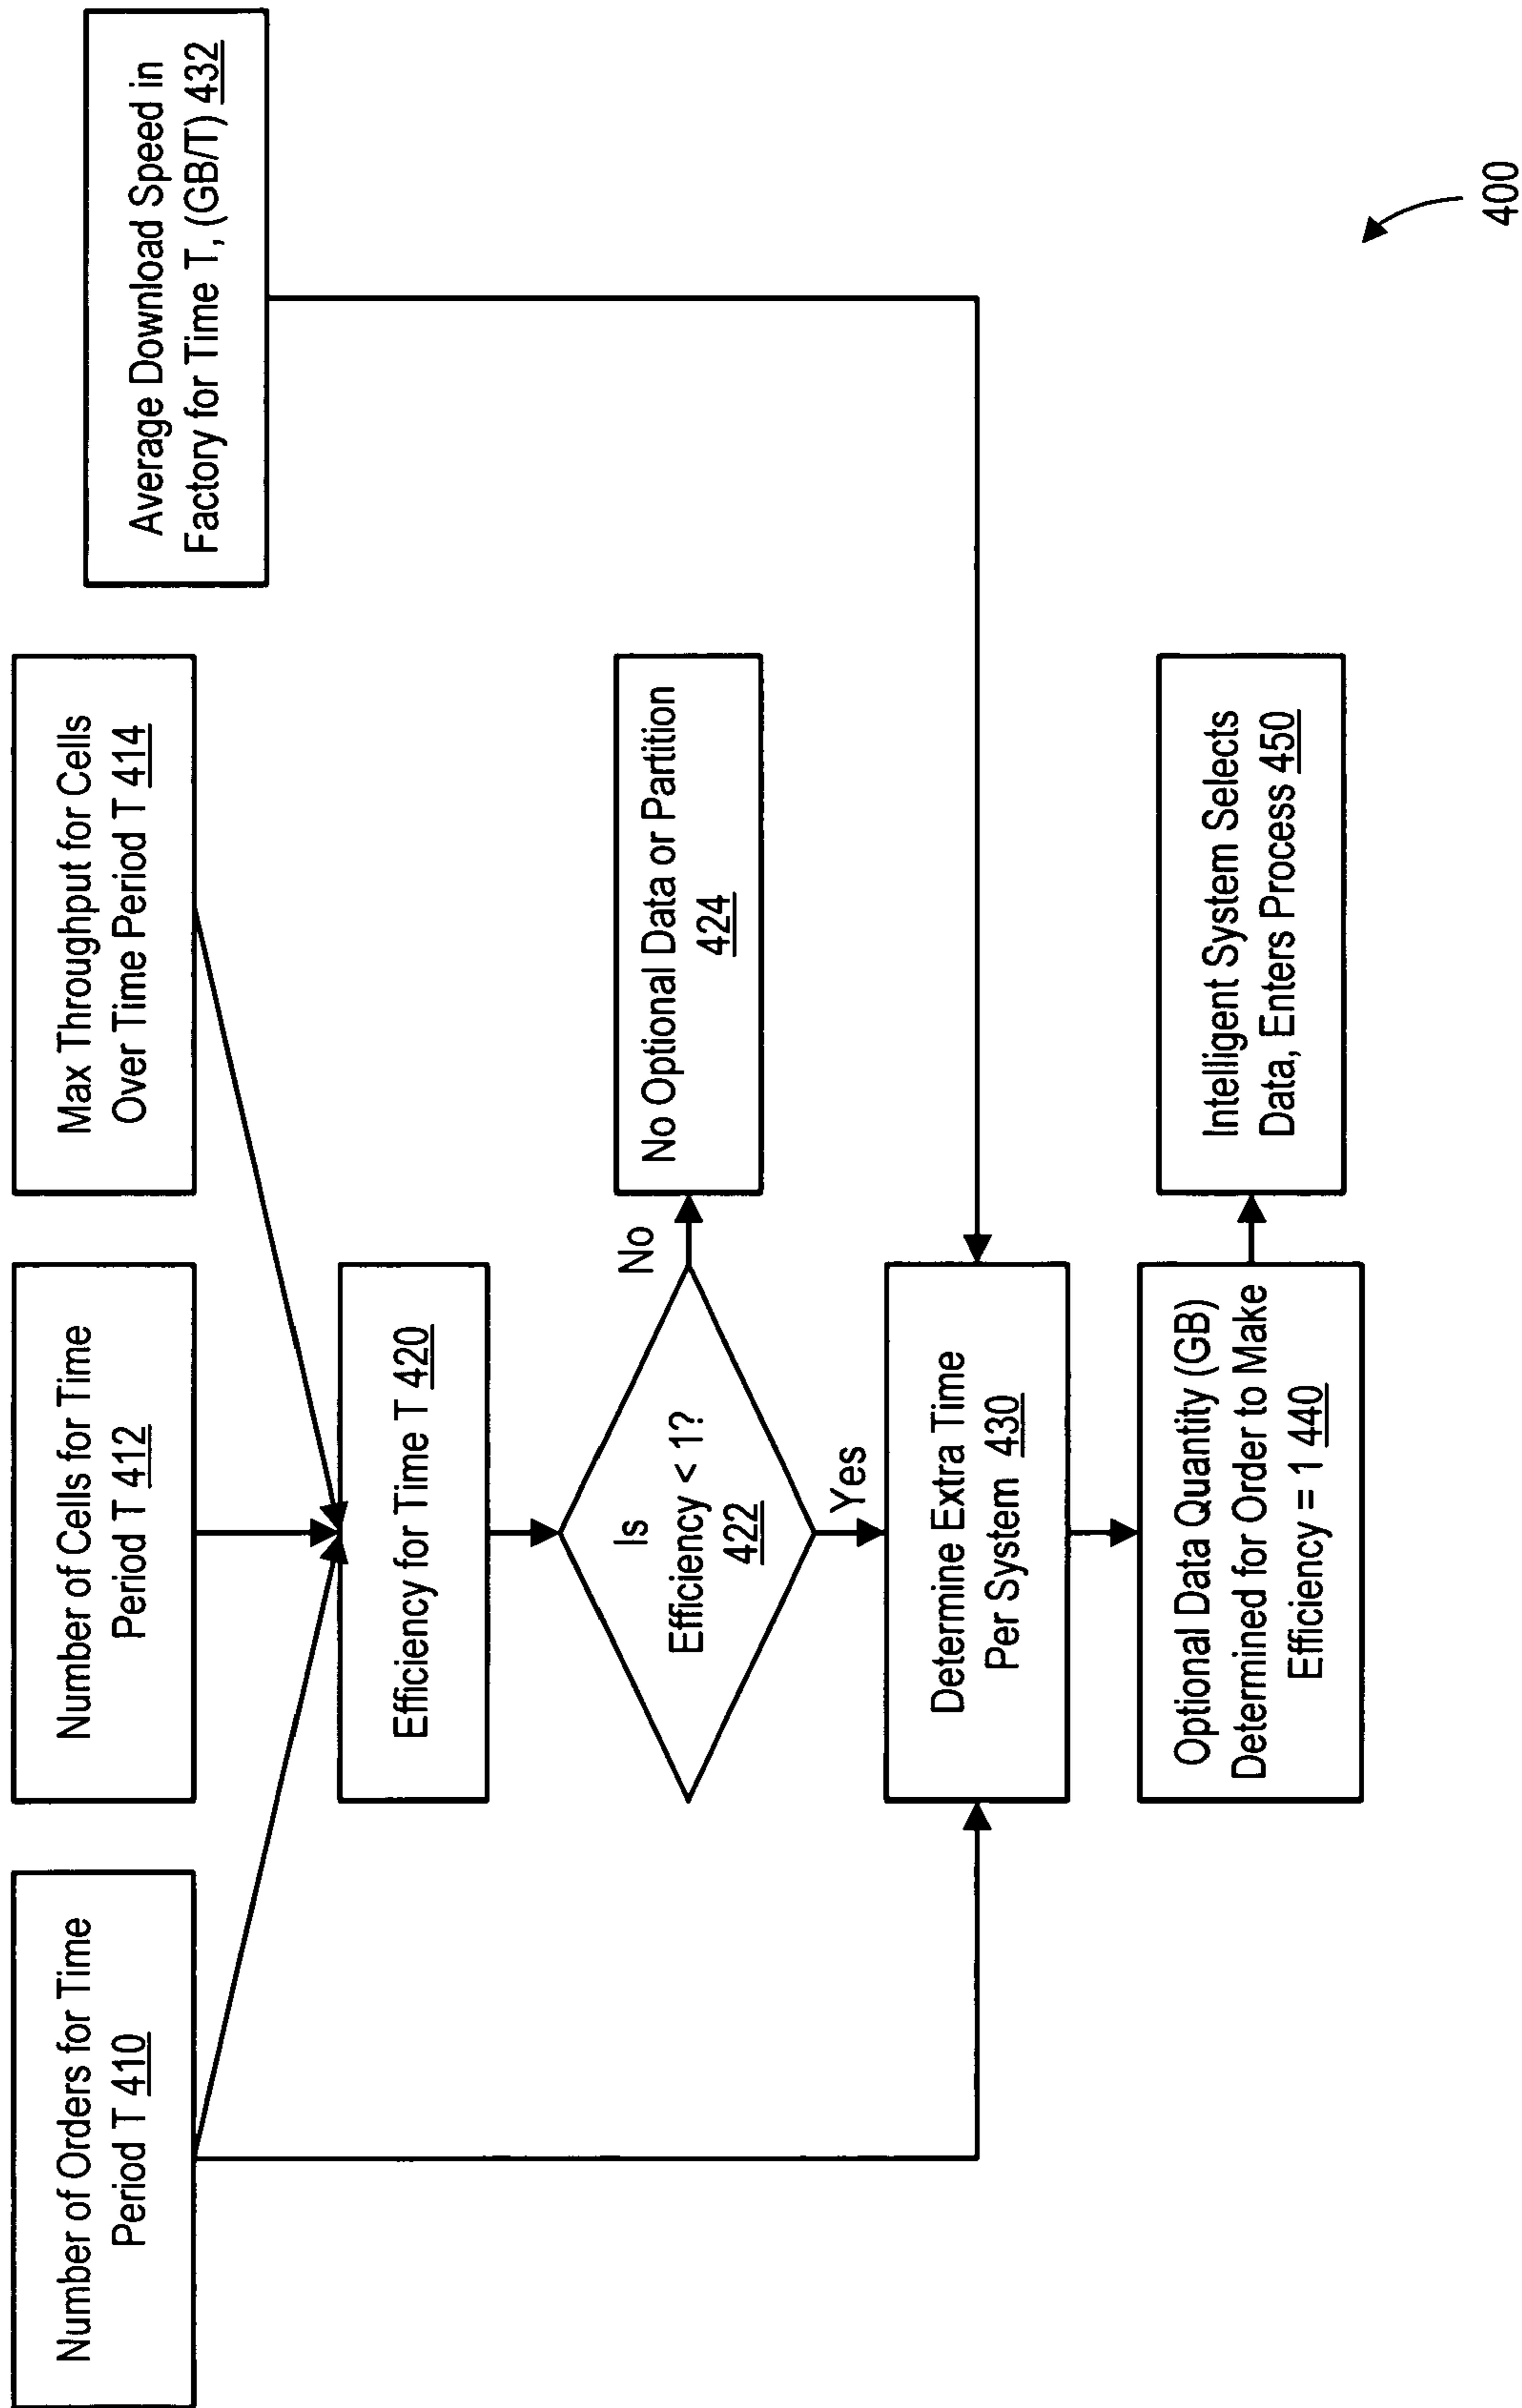 Number of Orders for Time
Period T 410
Number of Cells for Time
Period T 412
Max Throughput for Cells
Over Time Period T 414
Average Download Speed in
Factory for Time T, (GB/T) 432
Efficiency for Time T 420
Is
Efficiency < 1?
422
No
No Optional Data or Partition
424
Yes
Determine Extra Time
Per System 430
Optional Data Quantity (GB)
Determined for Order to Make
Efficiency = 1 440
Intelligent System Selects
Data, Enters Process 450
400